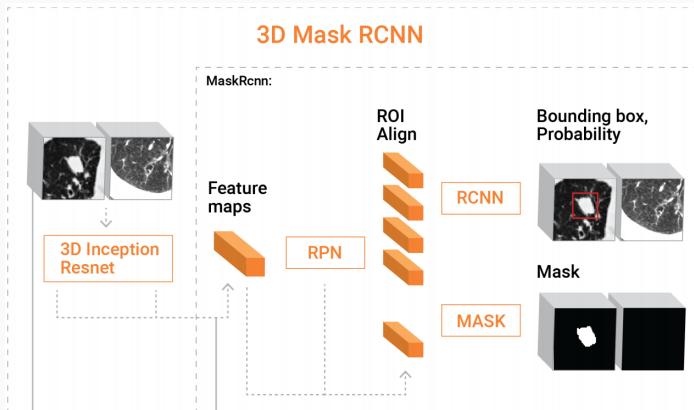 3D Mask RCNN
MaskRcnn:
ROI
Align
Bounding box,
Probability
Feature
maps
RCNN
3D Inception
Resnet
RPN
Mask
MASK